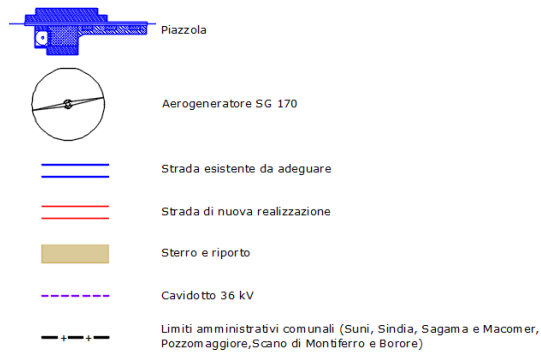 Piazzola
Aerogeneratore SG 170
Strada esistente da adeguare
Strada di nuova realizzazione
Sterro e riporto
Cavidotto 36 kV
Limiti amministrativi comunali (Suni, Sindia, Sagama e Macomer,
Pozzomaggiore,Scano di Montiferro e Borore)